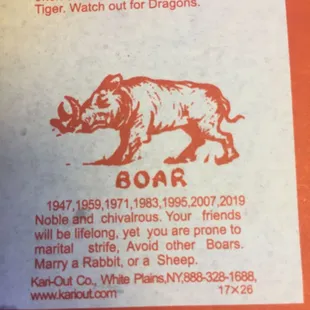 Tiger. Watch out for Dragons.
BOAR
1947,1959,1971,1983,1995,2007,2019
Noble and chivalrous. Your friends
will be lifelong, yet you are prone to
marital strife, Avoid other Boars.
Marry a Rabbit, or a Sheep.
Kari-Out Co., White Plains,NY,888-328-1688,
www.kariout.com
17×26